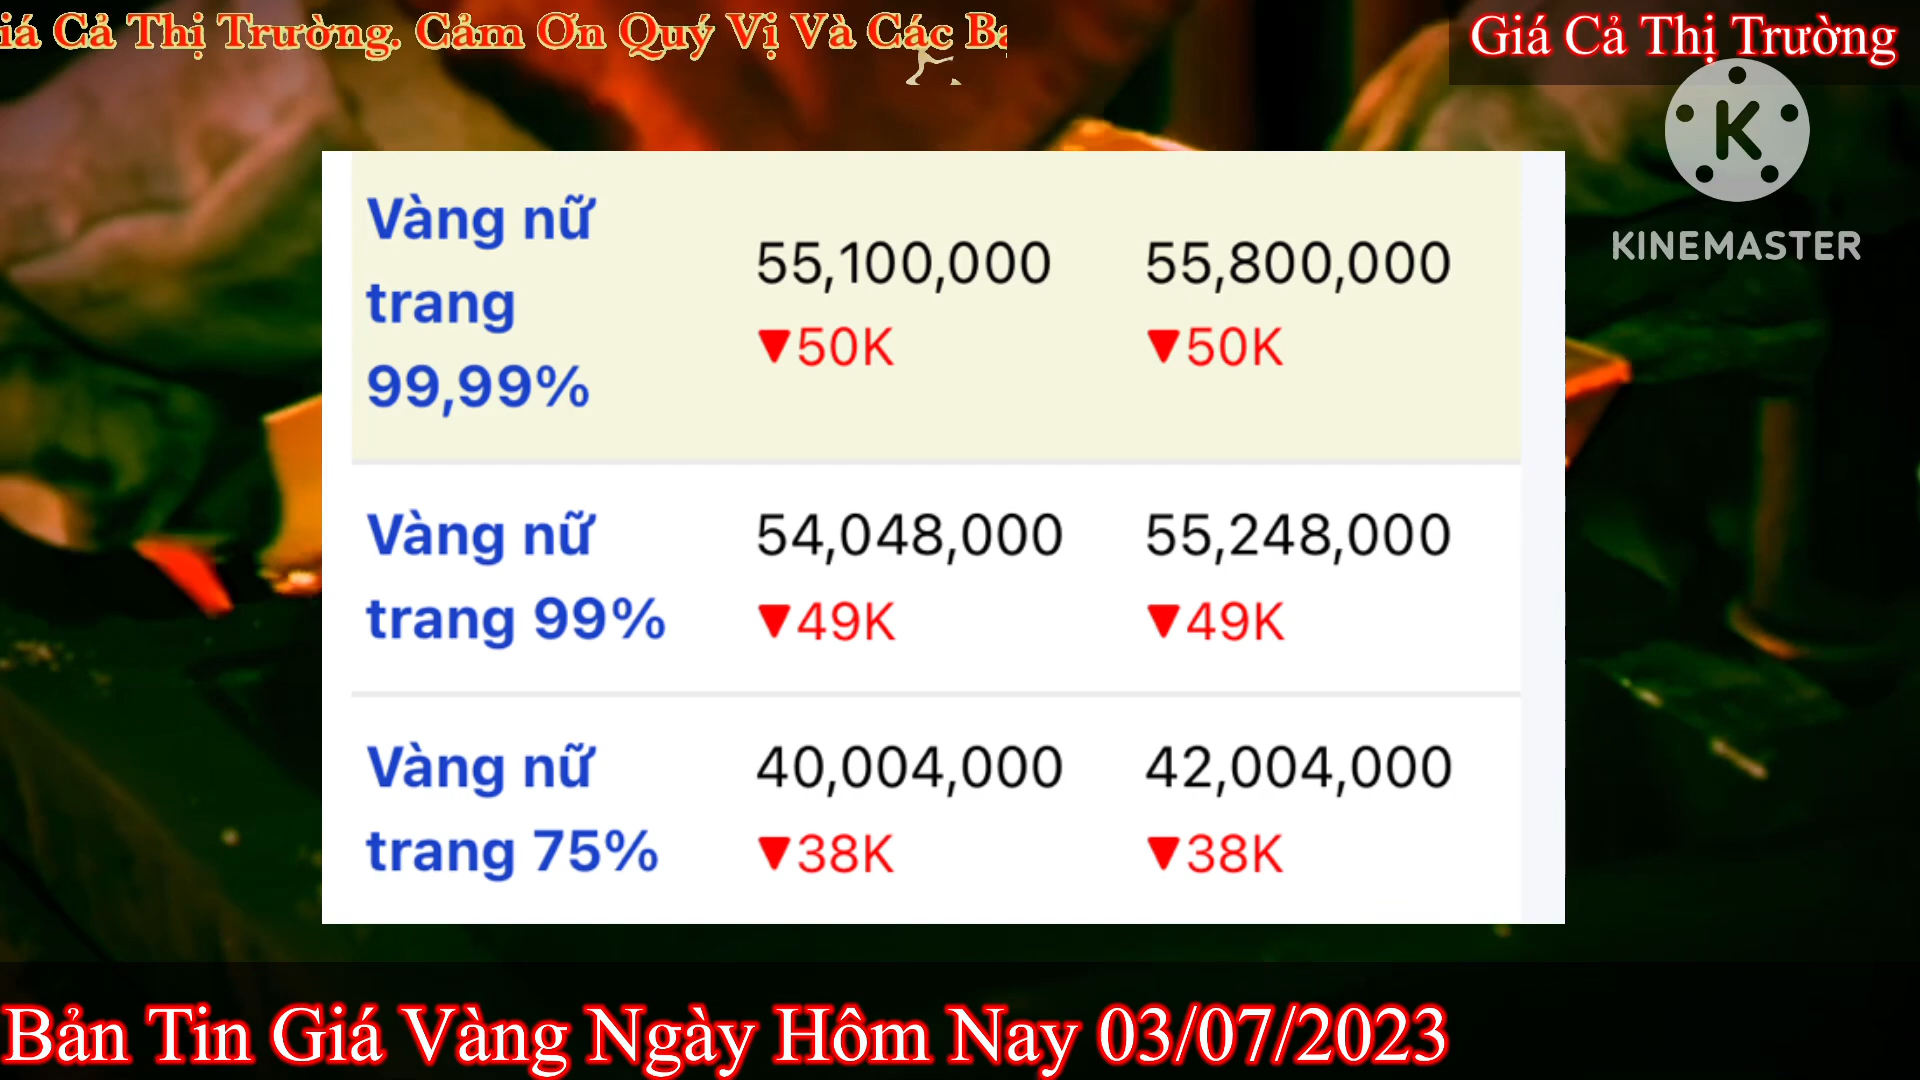 iá Cả Thị Trường. Cảm Ơn Quý Vị Và Các
Giá Cả Thị Trường
K
KINEMASTER
Vàng nữ
trang
99,99%
55,100,000
55,800,000
▼50K
▼50K
Vàng nữ
trang 99%
54,048,000
55,248,000
▼49K
▼49K
Vàng nữ
trang 75%
40,004,000
42,004,000
▼38K
▼38K
Bản Tin Giá Vàng Ngày Hôm Nay 03/07/2023